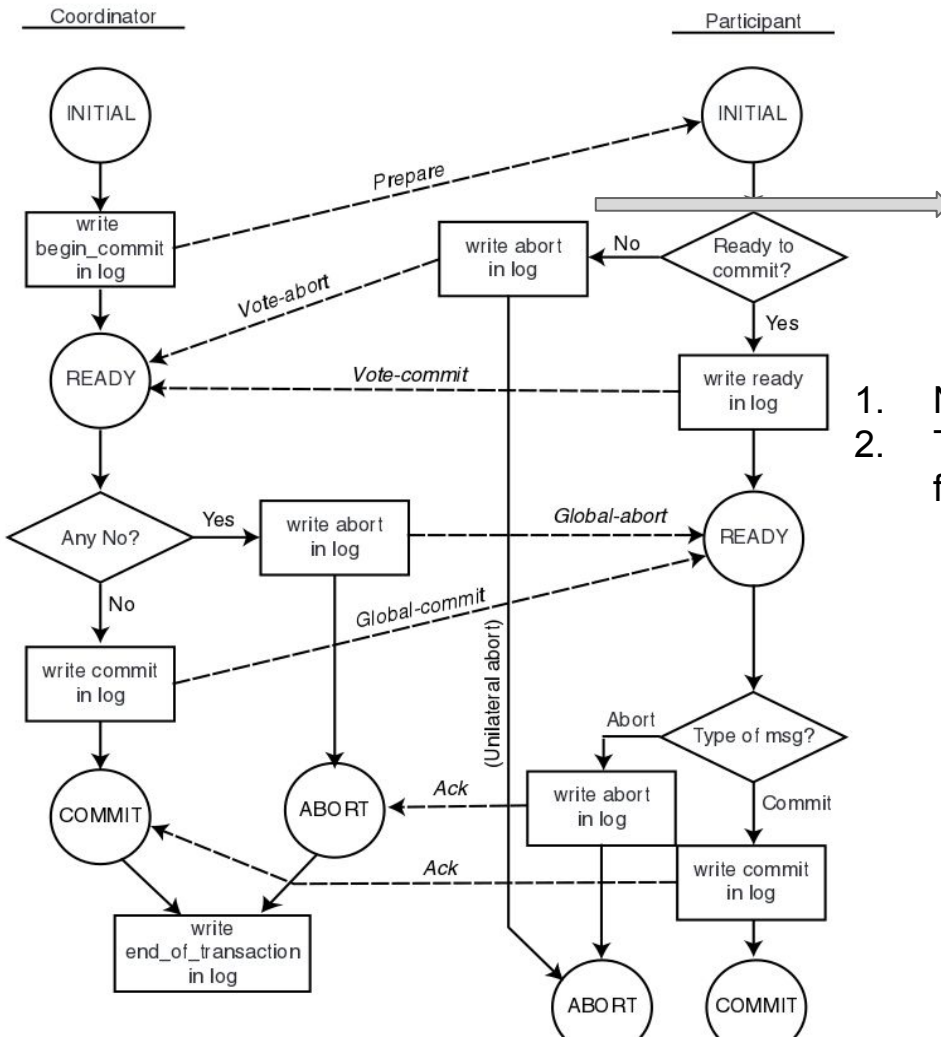 Coordinator
Participant
INITIAL
INITIAL
Prepare
write
begin_commit
in log
write abort
in log
No
Ready to
commit?
Vote-abort
Yes
READY
Vote-commit
write ready
in log
1. N
2.
f
Any No?
Yes
write abort
in log
Global-abort
READY
No
Global-commit
write commit
in log
(Unilateral abort)
Abort
Type of msg?
COMMIT
ABORT
Ack
write abort
in log
Commit
Ack
write commit
in log
write
end_of_transaction
in log
ABORT
COMMIT